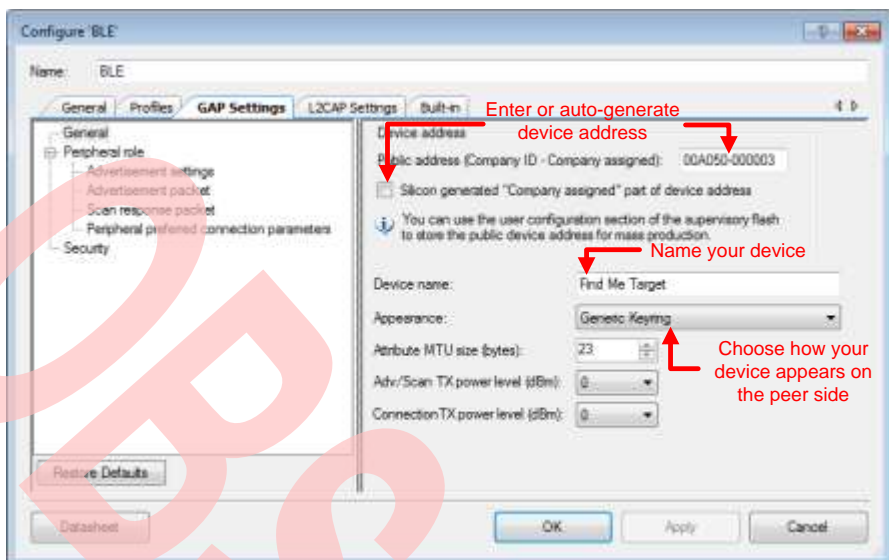 Configure 'BLE'
Name: BLE
General
Profiles
GAP Settings
L2CAP Settings
Built-in
Enter or auto-generate
device address
General
Peripheral role
Advertisement settings
Advertisement packet
Scan response packet
Peripheral preferred connection parameters
Security
Device address
Public address (Company ID - Company assigned): 00A050-000003
Silicon generated "Company assigned" part of device address
You can use the user configuration section of the supervisory flash
to store the public device address for mass production.
Name your device
Device name: Find Me Target
Appearance: Generic Keyring
Attribute MTU size (bytes): 23
Choose how your
device appears on
the peer side
Adv/Scan TX power level (dBm): 0
Connection TX power level (dBm): 0
Restore Defaults
Datasheet
OK
Apply
Cancel